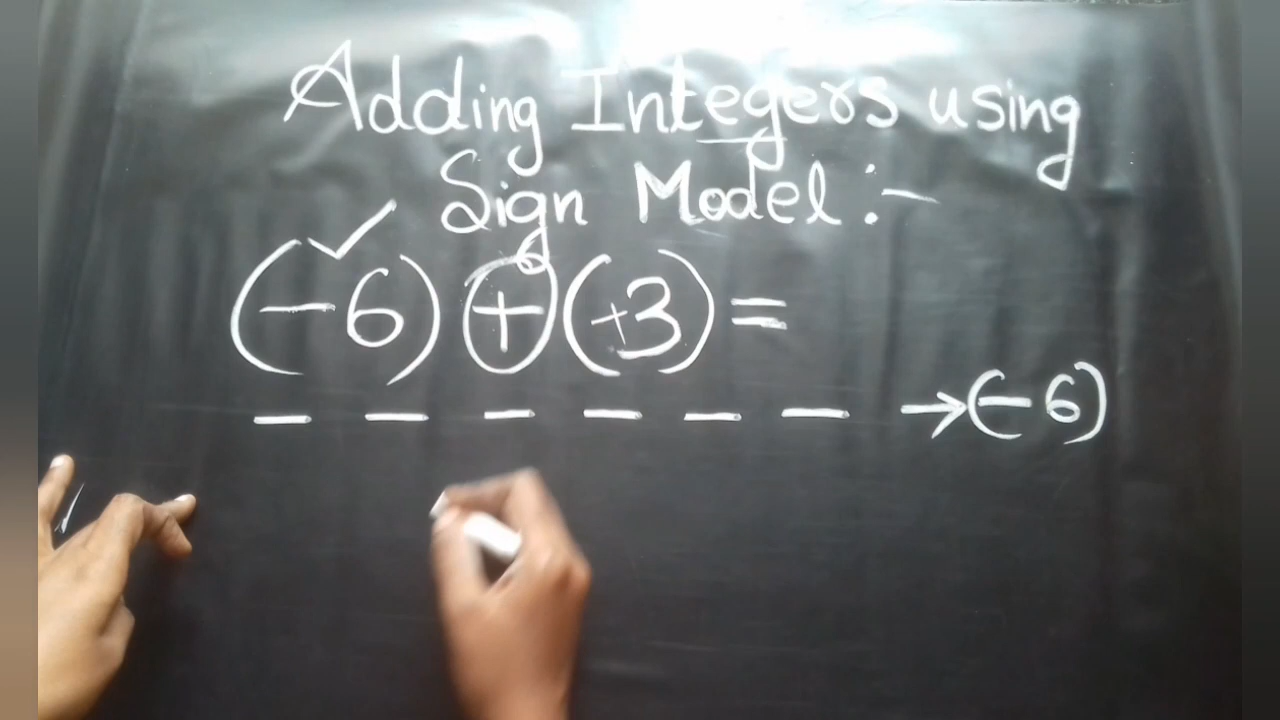 Adding Integers using
Sign Model :-
(-6) + (+3) =
- - - - - - → (-6)